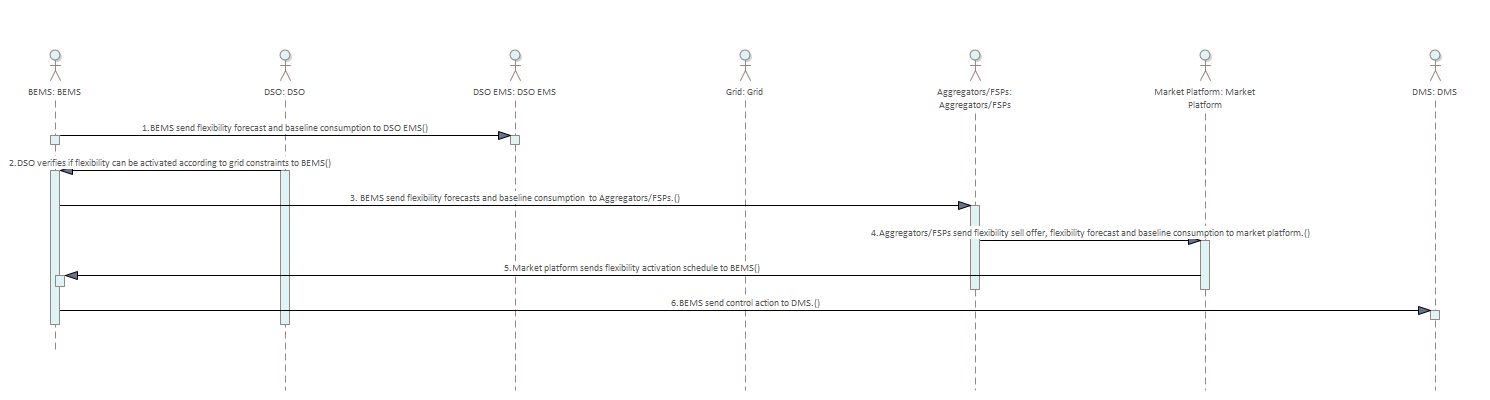 BEMS: BEMS
DSO: DSO
DSO EMS: DSO EMS
Grid: Grid
Aggregators/FSPs:
Aggregators/FSPs
Market Platform: Market
Platform
DMS: DMS
1.BEMS send flexibility forecast and baseline consumption to DSO EMS()
2.DSO verifies if flexibility can be activated according to grid constraints to BEMS()
3. BEMS send flexibility forecasts and baseline consumption to Aggregators/FSPs.()
4.Aggregators/FSPs send flexibility sell offer, flexibility forecast and baseline consumption to market platform.()
5.Market platform sends flexibility activation schedule to BEMS()
6.BEMS send control action to DMS.()